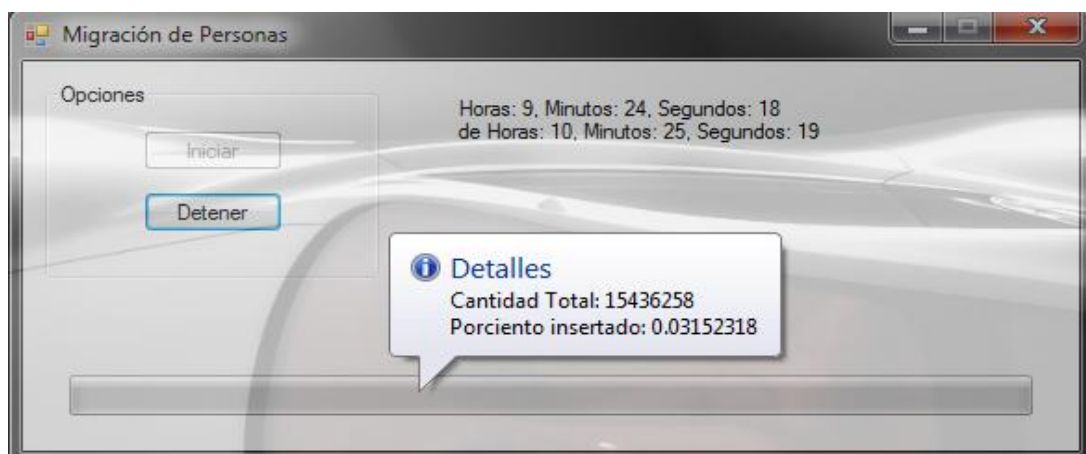 Migración de Personas
Opciones
Iniciar
Detener
Horas: 9, Minutos: 24, Segundos: 18
de Horas: 10, Minutos: 25, Segundos: 19
Detalles
Cantidad Total: 15436258
Porciento insertado: 0.03152318